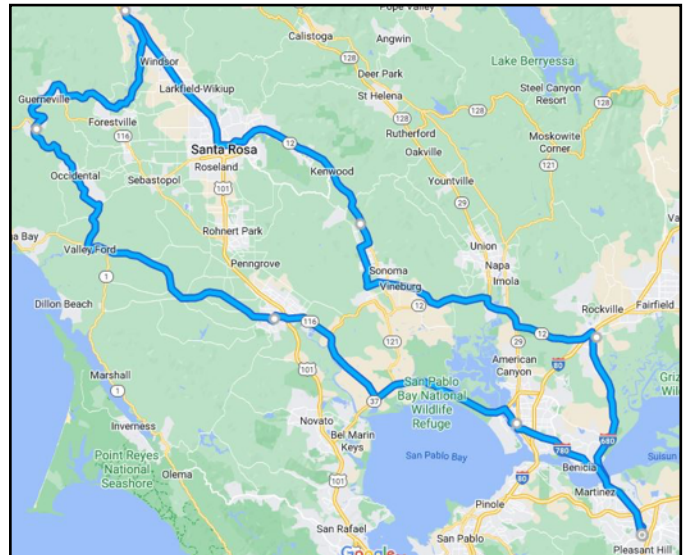 Pope Valley
Calistoga
Angwin
128
Lake Berryessa
Windsor
Deer Park
Steel Canyon
Resort
128
Larkfield-Wikiup
St Helena
128
Guerneville
128
Forestville
Rutherford
Moskowite
Corner
116
Santa Rosa
12
Oakville
Roseland
121
Occidental
Sebastopol
Kenwood
Yountville
101
29
Rohnert Park
Union
Valley Ford
Napa
Sonoma
Imola
Penngrove
Vineburg
1
Rockville
Fairfield
Dillon Beach
12
116
12
121
29
American
Canyon
80
Marshall
101
San Pablo
Bay National
Wildlife
Refuge
1
37
Novato
680
Inverness
Bel Marin
Keys
780
Point Reyes
National
Seashore
Olema
San Pablo Bay
Benicia
101
80
Martinez
Pinole
San Rafael
San Pablo
Pleasant Hill
Google